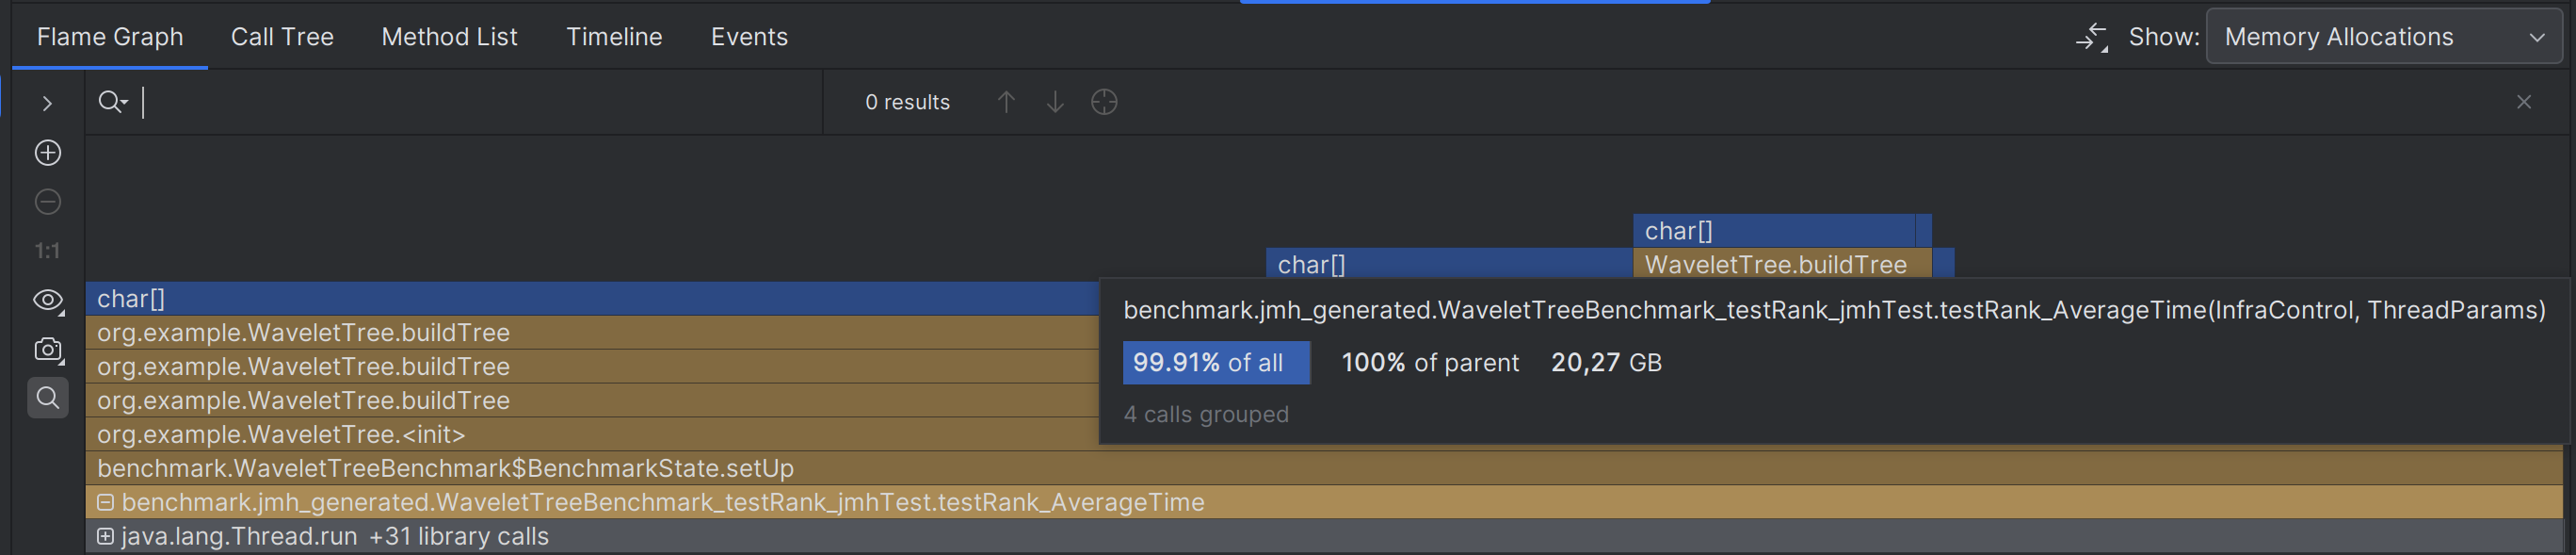 Flame Graph Call Tree Method List Timeline Events Show: Memory Allocations
0 results
1:1
char[]
char[] WaveletTree.buildTree
char[]
benchmark.jmh_generated.WaveletTreeBenchmark_testRank_jmhTest.testRank_AverageTime(InfraControl, ThreadParams)
99.91% of all 100% of parent 20,27 GB
4 calls grouped
org.example.WaveletTree.buildTree
org.example.WaveletTree.buildTree
org.example.WaveletTree.buildTree
org.example.WaveletTree.<init>
benchmark.WaveletTreeBenchmark$BenchmarkState.setUp
benchmark.jmh_generated.WaveletTreeBenchmark_testRank_jmhTest.testRank_AverageTime
java.lang.Thread.run +31 library calls